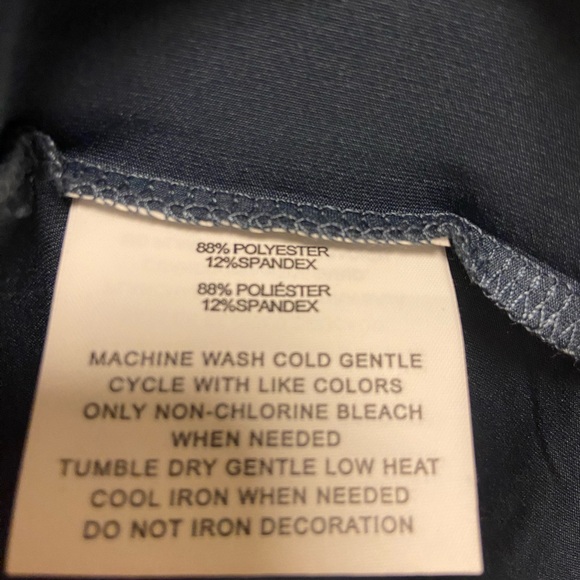 88% POLYESTER
12%SPANDEX
88% POLIÉSTER
12%SPANDEX
MACHINE WASH COLD GENTLE
CYCLE WITH LIKE COLORS
ONLY NON-CHLORINE BLEACH
WHEN NEEDED
TUMBLE DRY GENTLE LOW HEAT
COOL IRON WHEN NEEDED
DO NOT IRON DECORATION